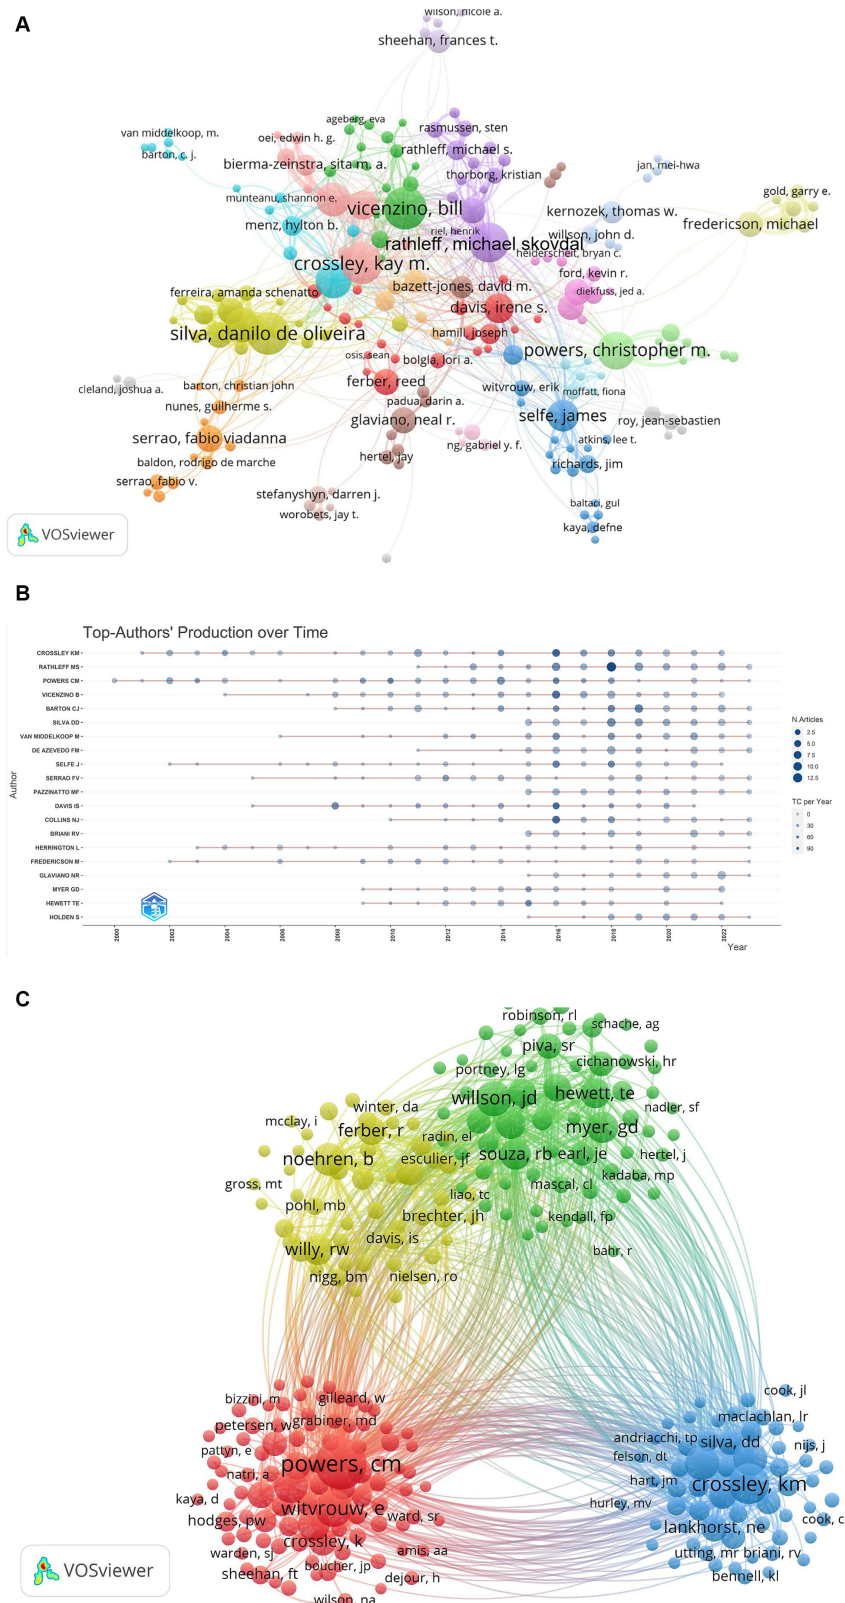 A
wilson, nicole a.
sheehan, frances t.
ageberg, eva
van middelkoop, m.
oei, edwin h. g.
rasmussen, sten
barton, c. j.
rathleff, michael s.
bierma-zeinstra, sita m. a.
jan, mei-hwa
thorborg, kristian
gold, garry e.
munteanu, shannon e.
vicenzino, bill
kernozek, thomas w.
menz, hylton b.
fredericson, michael
riel, henrik
willson, john d.
rathleff, michael skovdal
heiderscheit, bryan c.
crossley, kay m.
ford, kevin r.
ferreira, amanda schenatto
bazett-jones, david m.
diekfuss, jed a.
davis, irene s.
silva, danilo de oliveira
hamill, joseph
powers, christopher m.
osis, sean
bolgla, lori a.
cleland, joshua a.
barton, christian john
ferber, reed
witvrouw, erik
moffatt, fiona
nunes, guilherme s.
padua, darin a.
glaviano, neal r.
selfe, james
roy, jean-sebastien
serrao, fabio viadanna
ng, gabriel y. f.
atkins, lee t.
baldon, rodrigo de marche
hertel, jay
richards, jim
serrao, fabio v.
stefanyshyn, darren j.
baltaci, gul
worobets, jay t.
kaya, defne
VOSviewer
B
Top-Authors' Production over Time
CROSSLEY KM
RATHLEFF MS
POWERS CM
VICENZINO B
BARTON CJ
SILVA DD
VAN MIDDELKOOP M
DE AZEVEDO FM
SELFE J
SERRAO FV
PAZZINATTO MF
DAVIS IS
COLLINS NJ
BRIANI RV
HERRINGTON L
FREDERICSON M
GLAVIANO NR
MYER GD
HEWETT TE
HOLDEN S
Author
2000 2002 2004 2006 2008 2010 2012 2014 2016 2018 2020 2022
Year
N.Articles
2.5
5.0
7.5
10.0
12.5
TC per Year
0
30
60
90
C
robinson, rl
schache, ag
piva, sr
cichanowski, hr
portney, lg
willson, jd
hewett, te
winter, da
nadler, sf
mcclay, i
ferber, r
radin, el
myer, gd
noehren, b
esculier, jf
souza, rb
earl, je
hertel, j
gross, mt
mascal, cl
kadaba, mp
liao, tc
pohl, mb
brechter, jh
kendall, fp
davis, is
willy, rw
bahr, r
nigg, bm
nielsen, ro
bizzini, m
gilleard, w
cook, jl
petersen, w
grabiner, md
maclachlan, lr
pattyn, e
andriacchi, tp
silva, dd
nijs, j
powers, cm
felson, dt
natri, a
hart, jm
crossley, km
kaya, d
hurley, mv
witvrouw, e
hodges, pw
ward, sr
cook, c
crossley, k
lankhorst, ne
warden, sj
amis, aa
utting, mr
briani, rv
sheehan, ft
boucher, jp
dejour, h
bennell, kl
wilson, na
VOSviewer